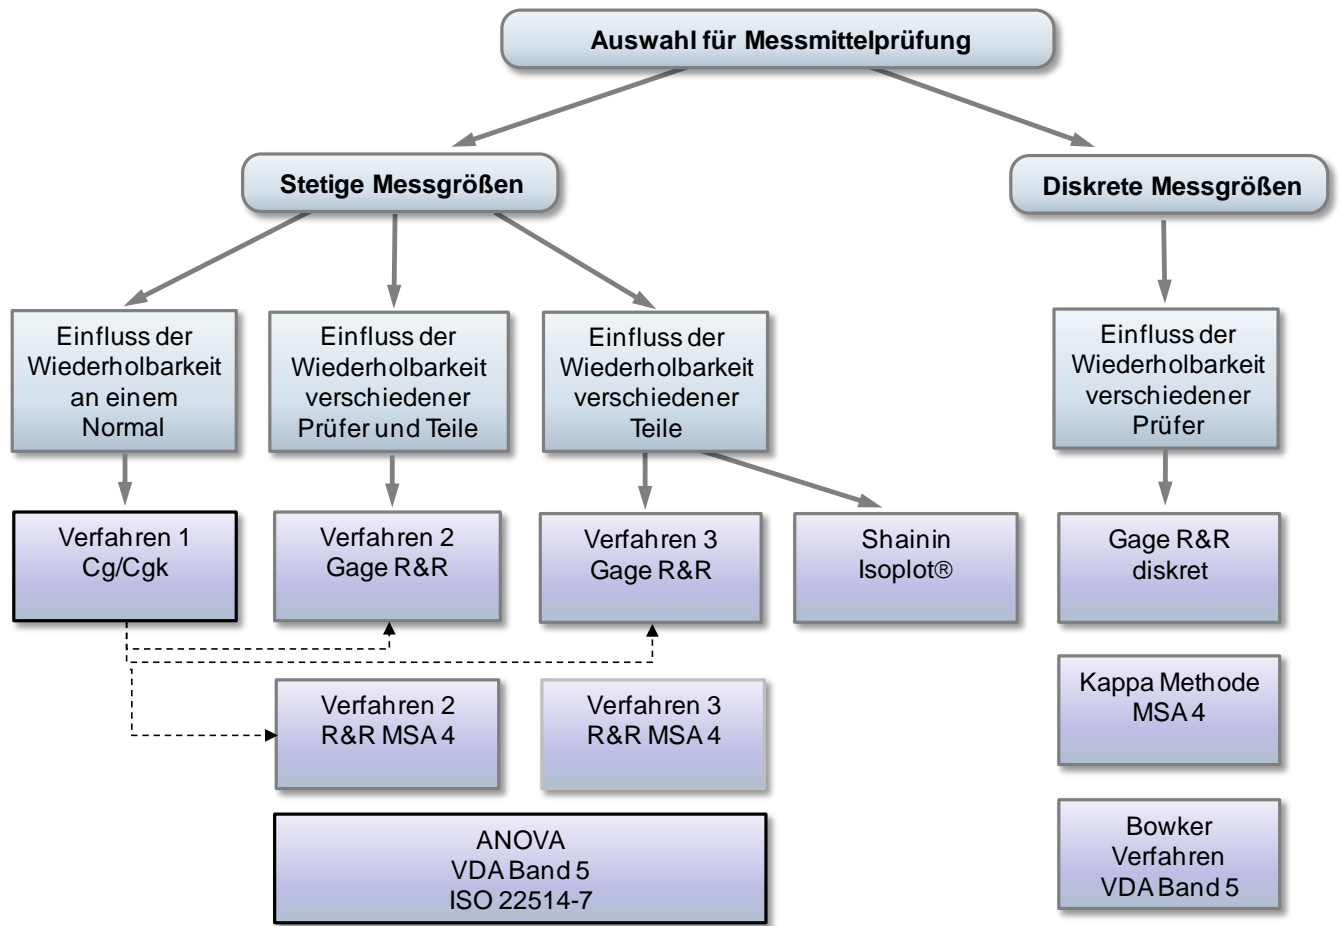 Auswahl für Messmittelprüfung
Stetige Messgrößen
Diskrete Messgrößen
Einfluss der
Wiederholbarkeit
an einem
Normal
Einfluss der
Wiederholbarkeit
verschiedener
Prüfer und Teile
Einfluss der
Wiederholbarkeit
verschiedener
Teile
Einfluss der
Wiederholbarkeit
verschiedener
Prüfer
Verfahren 1
Cg/Cgk
Verfahren 2
Gage R&R
Verfahren 3
Gage R&R
Shainin
Isoplot®
Gage R&R
diskret
Verfahren 2
R&R MSA 4
Verfahren 3
R&R MSA 4
Kappa Methode
MSA 4
ANOVA
VDA Band 5
ISO 22514-7
Bowker
Verfahren
VDA Band 5